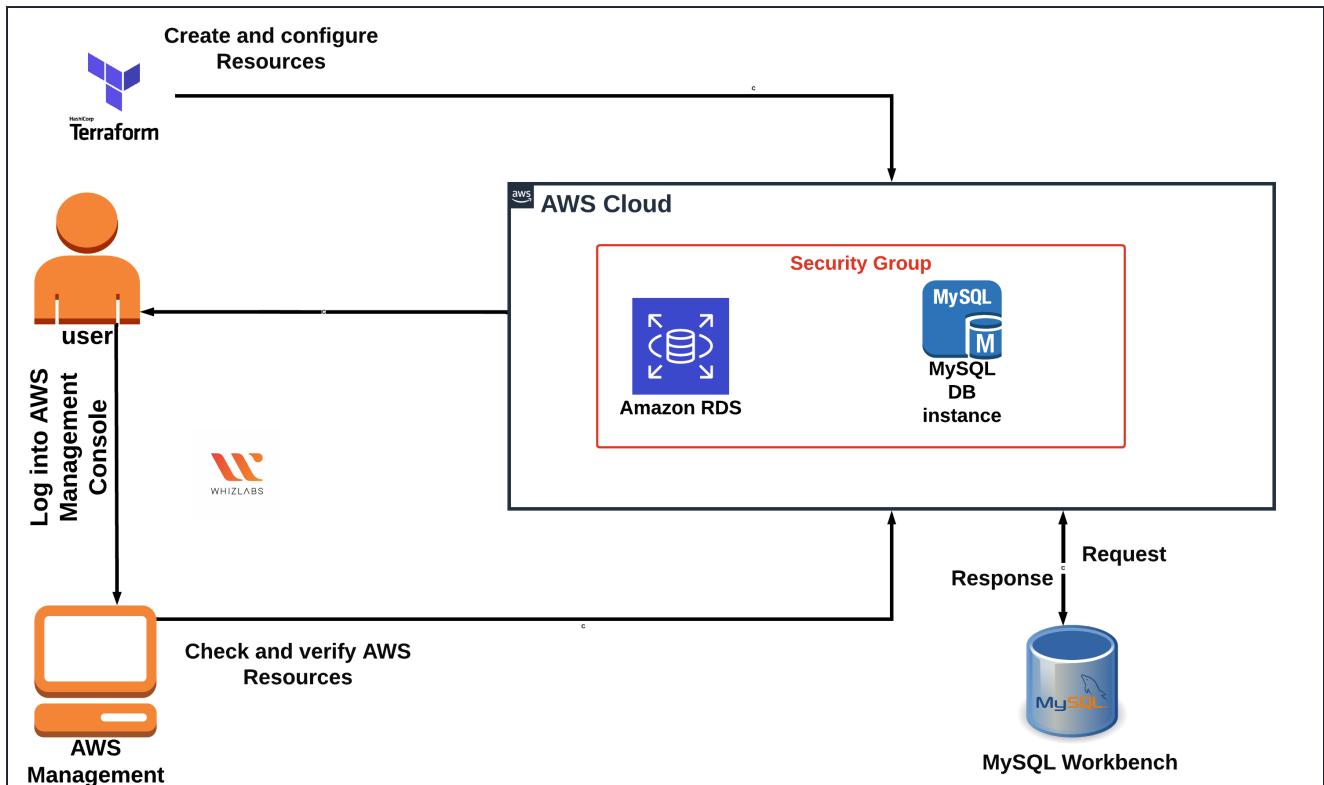 Create and configure
Resources
HashiCorp
Terraform
c
aws
AWS Cloud
Security Group
MySQL
M
Amazon RDS
MySQL
DB
instance
c
user
Log into AWS
Management
Console
WHIZLABS
Response
Request
c
c
Check and verify AWS
Resources
MySQL
AWS
Management
MySQL Workbench